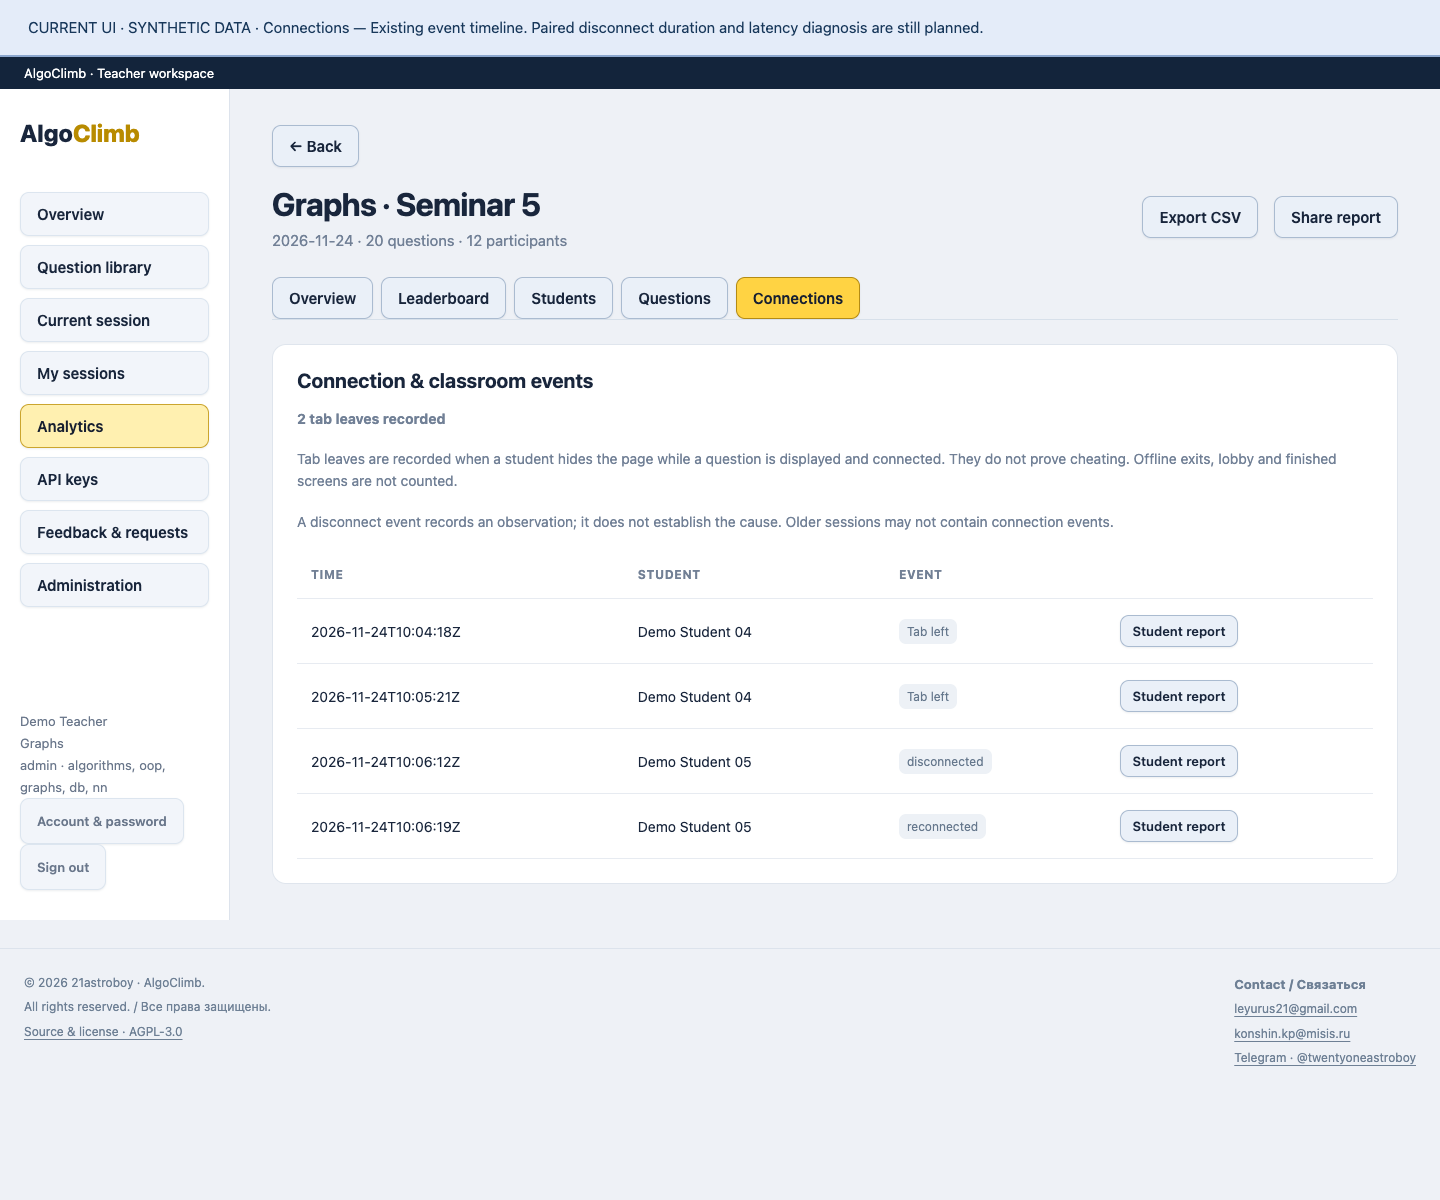 CURRENT UI · SYNTHETIC DATA · Connections — Existing event timeline. Paired disconnect duration and latency diagnosis are still planned.
AlgoClimb · Teacher workspace
AlgoClimb
Overview
Question library
Current session
My sessions
Analytics
API keys
Feedback & requests
Administration
Demo Teacher
Graphs
admin · algorithms, oop,
graphs, db, nn
Account & password
Sign out
← Back
Graphs · Seminar 5
2026-11-24 · 20 questions · 12 participants
Export CSV Share report
Overview Leaderboard Students Questions Connections
Connection & classroom events
2 tab leaves recorded
Tab leaves are recorded when a student hides the page while a question is displayed and connected. They do not prove cheating. Offline exits, lobby and finished
screens are not counted.
A disconnect event records an observation; it does not establish the cause. Older sessions may not contain connection events.
TIME STUDENT EVENT
2026-11-24T10:04:18Z Demo Student 04 Tab left Student report
2026-11-24T10:05:21Z Demo Student 04 Tab left Student report
2026-11-24T10:06:12Z Demo Student 05 disconnected Student report
2026-11-24T10:06:19Z Demo Student 05 reconnected Student report
© 2026 21astroboy · AlgoClimb.
All rights reserved. / Все права защищены.
Source & license · AGPL-3.0
Contact / Связаться
leyurus21@gmail.com
konshin.kp@misis.ru
Telegram · @twentyoneastroboy